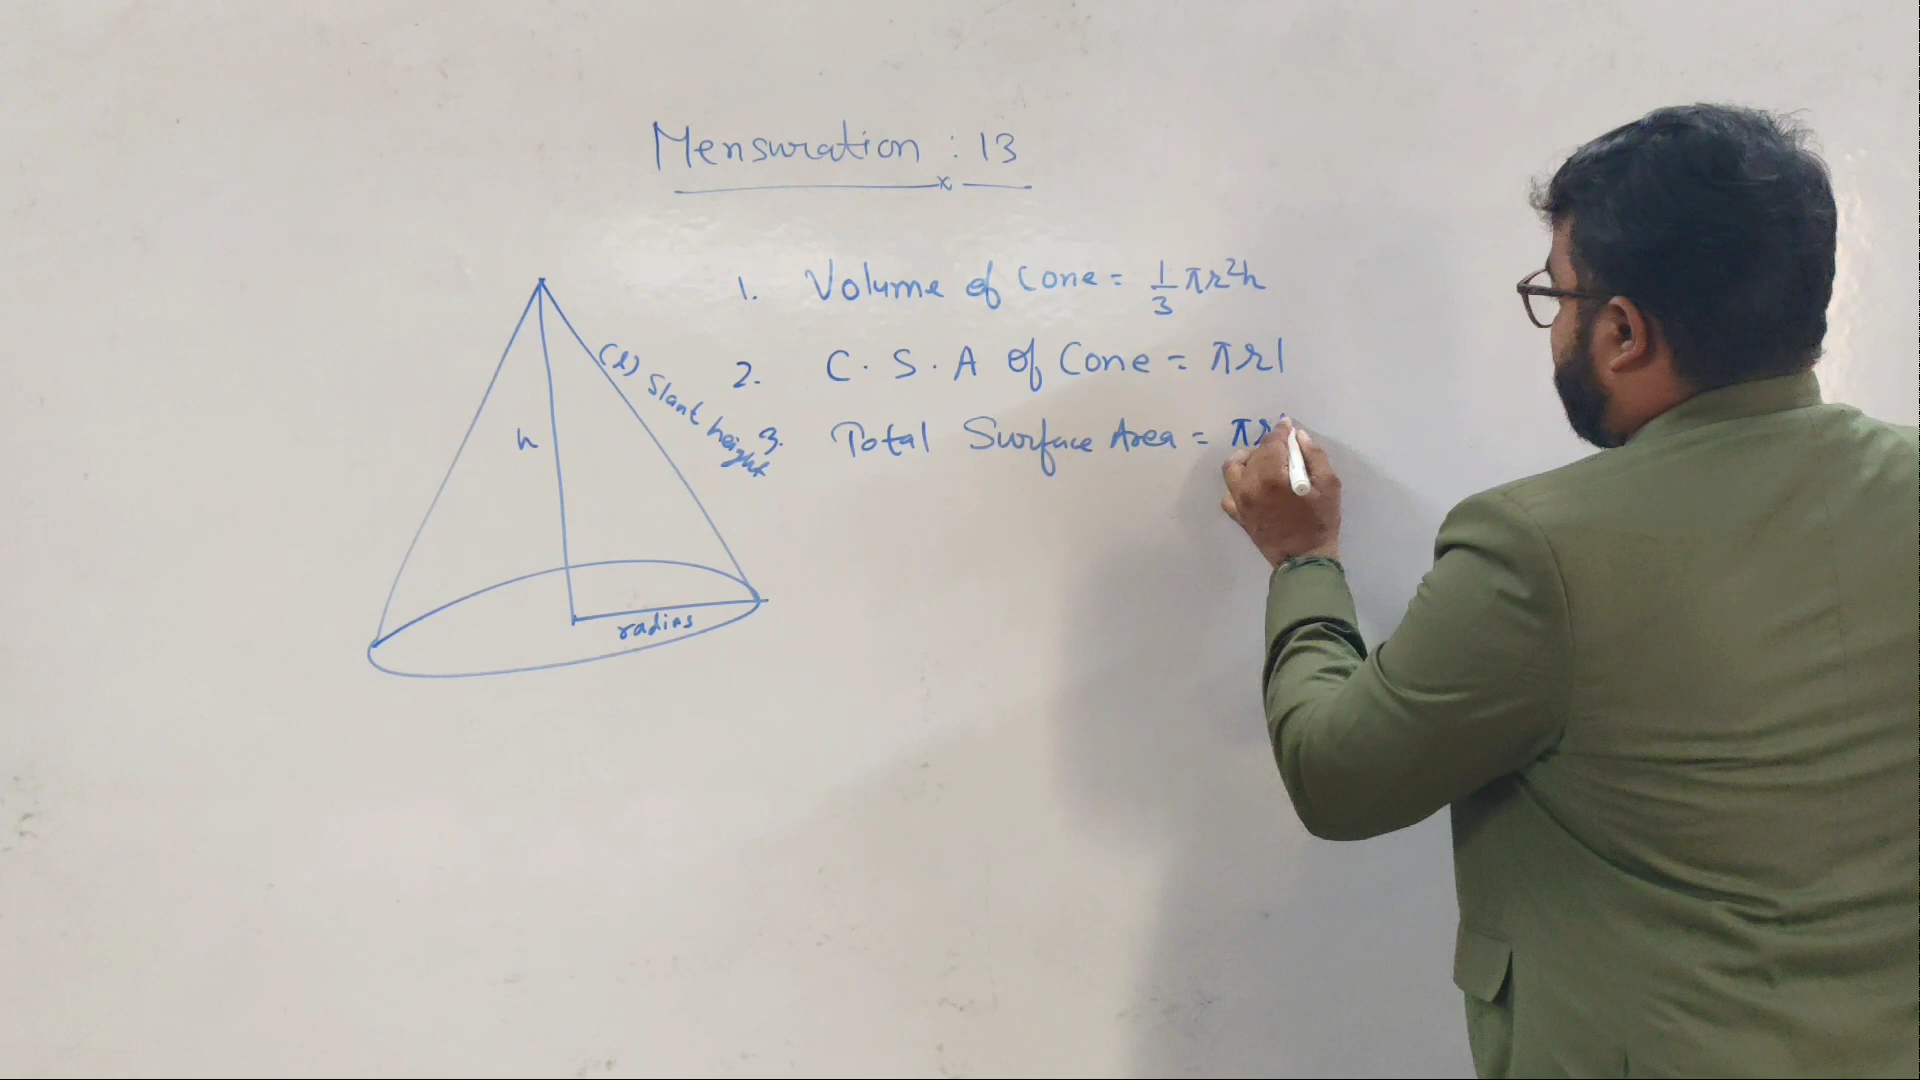 Mensuration : 13
1. Volume of Cone = 1/3 πr²h
2. C. S. A of Cone = πrl
3. Total Surface Area = πr
(l) Slant height
h
radius